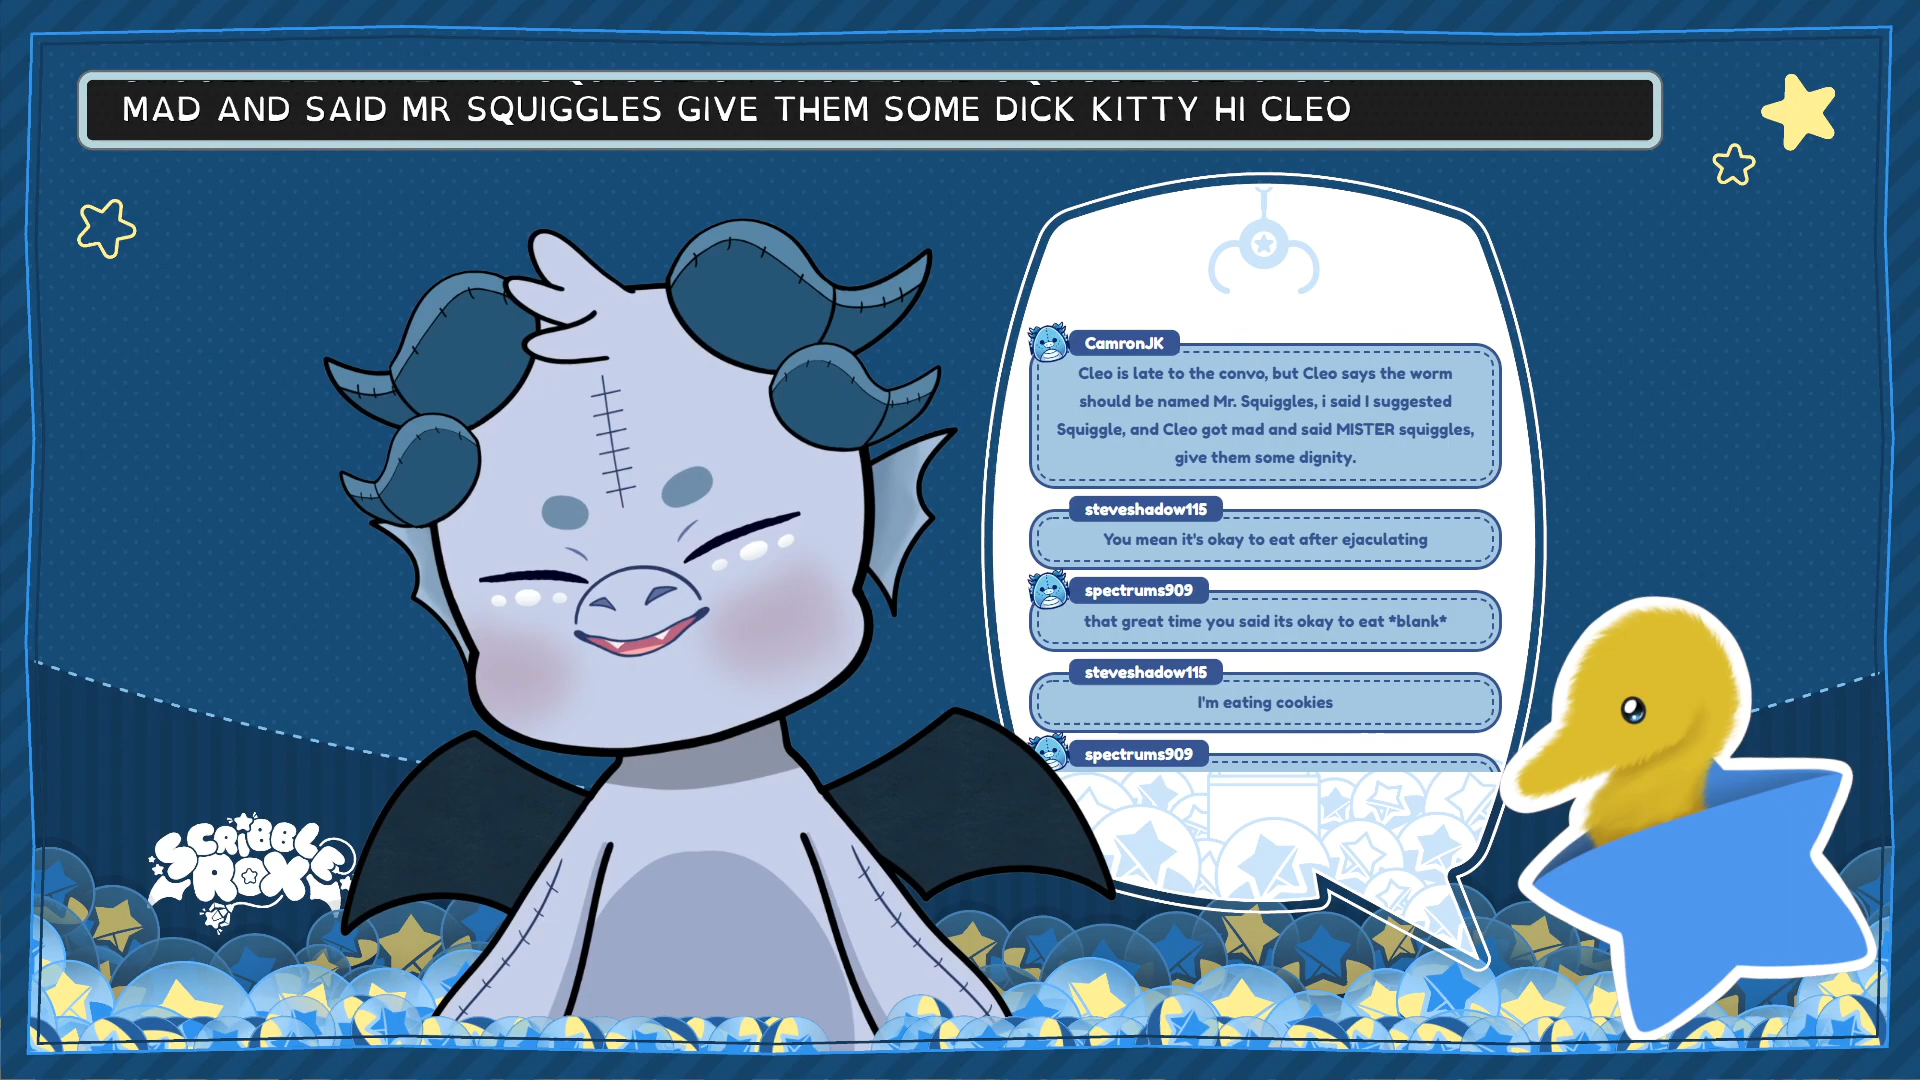 MAD AND SAID MR SQUIGGLES GIVE THEM SOME DICK KITTY HI CLEO
CamronJK
Cleo is late to the convo, but Cleo says the worm
should be named Mr. Squiggles, i said I suggested
Squiggle, and Cleo got mad and said MISTER squiggles,
give them some dignity.
steveshadow115
You mean it's okay to eat after ejaculating
spectrums909
that great time you said its okay to eat *blank*
steveshadow115
I'm eating cookies
spectrums909
SCRIBBLE
ROX